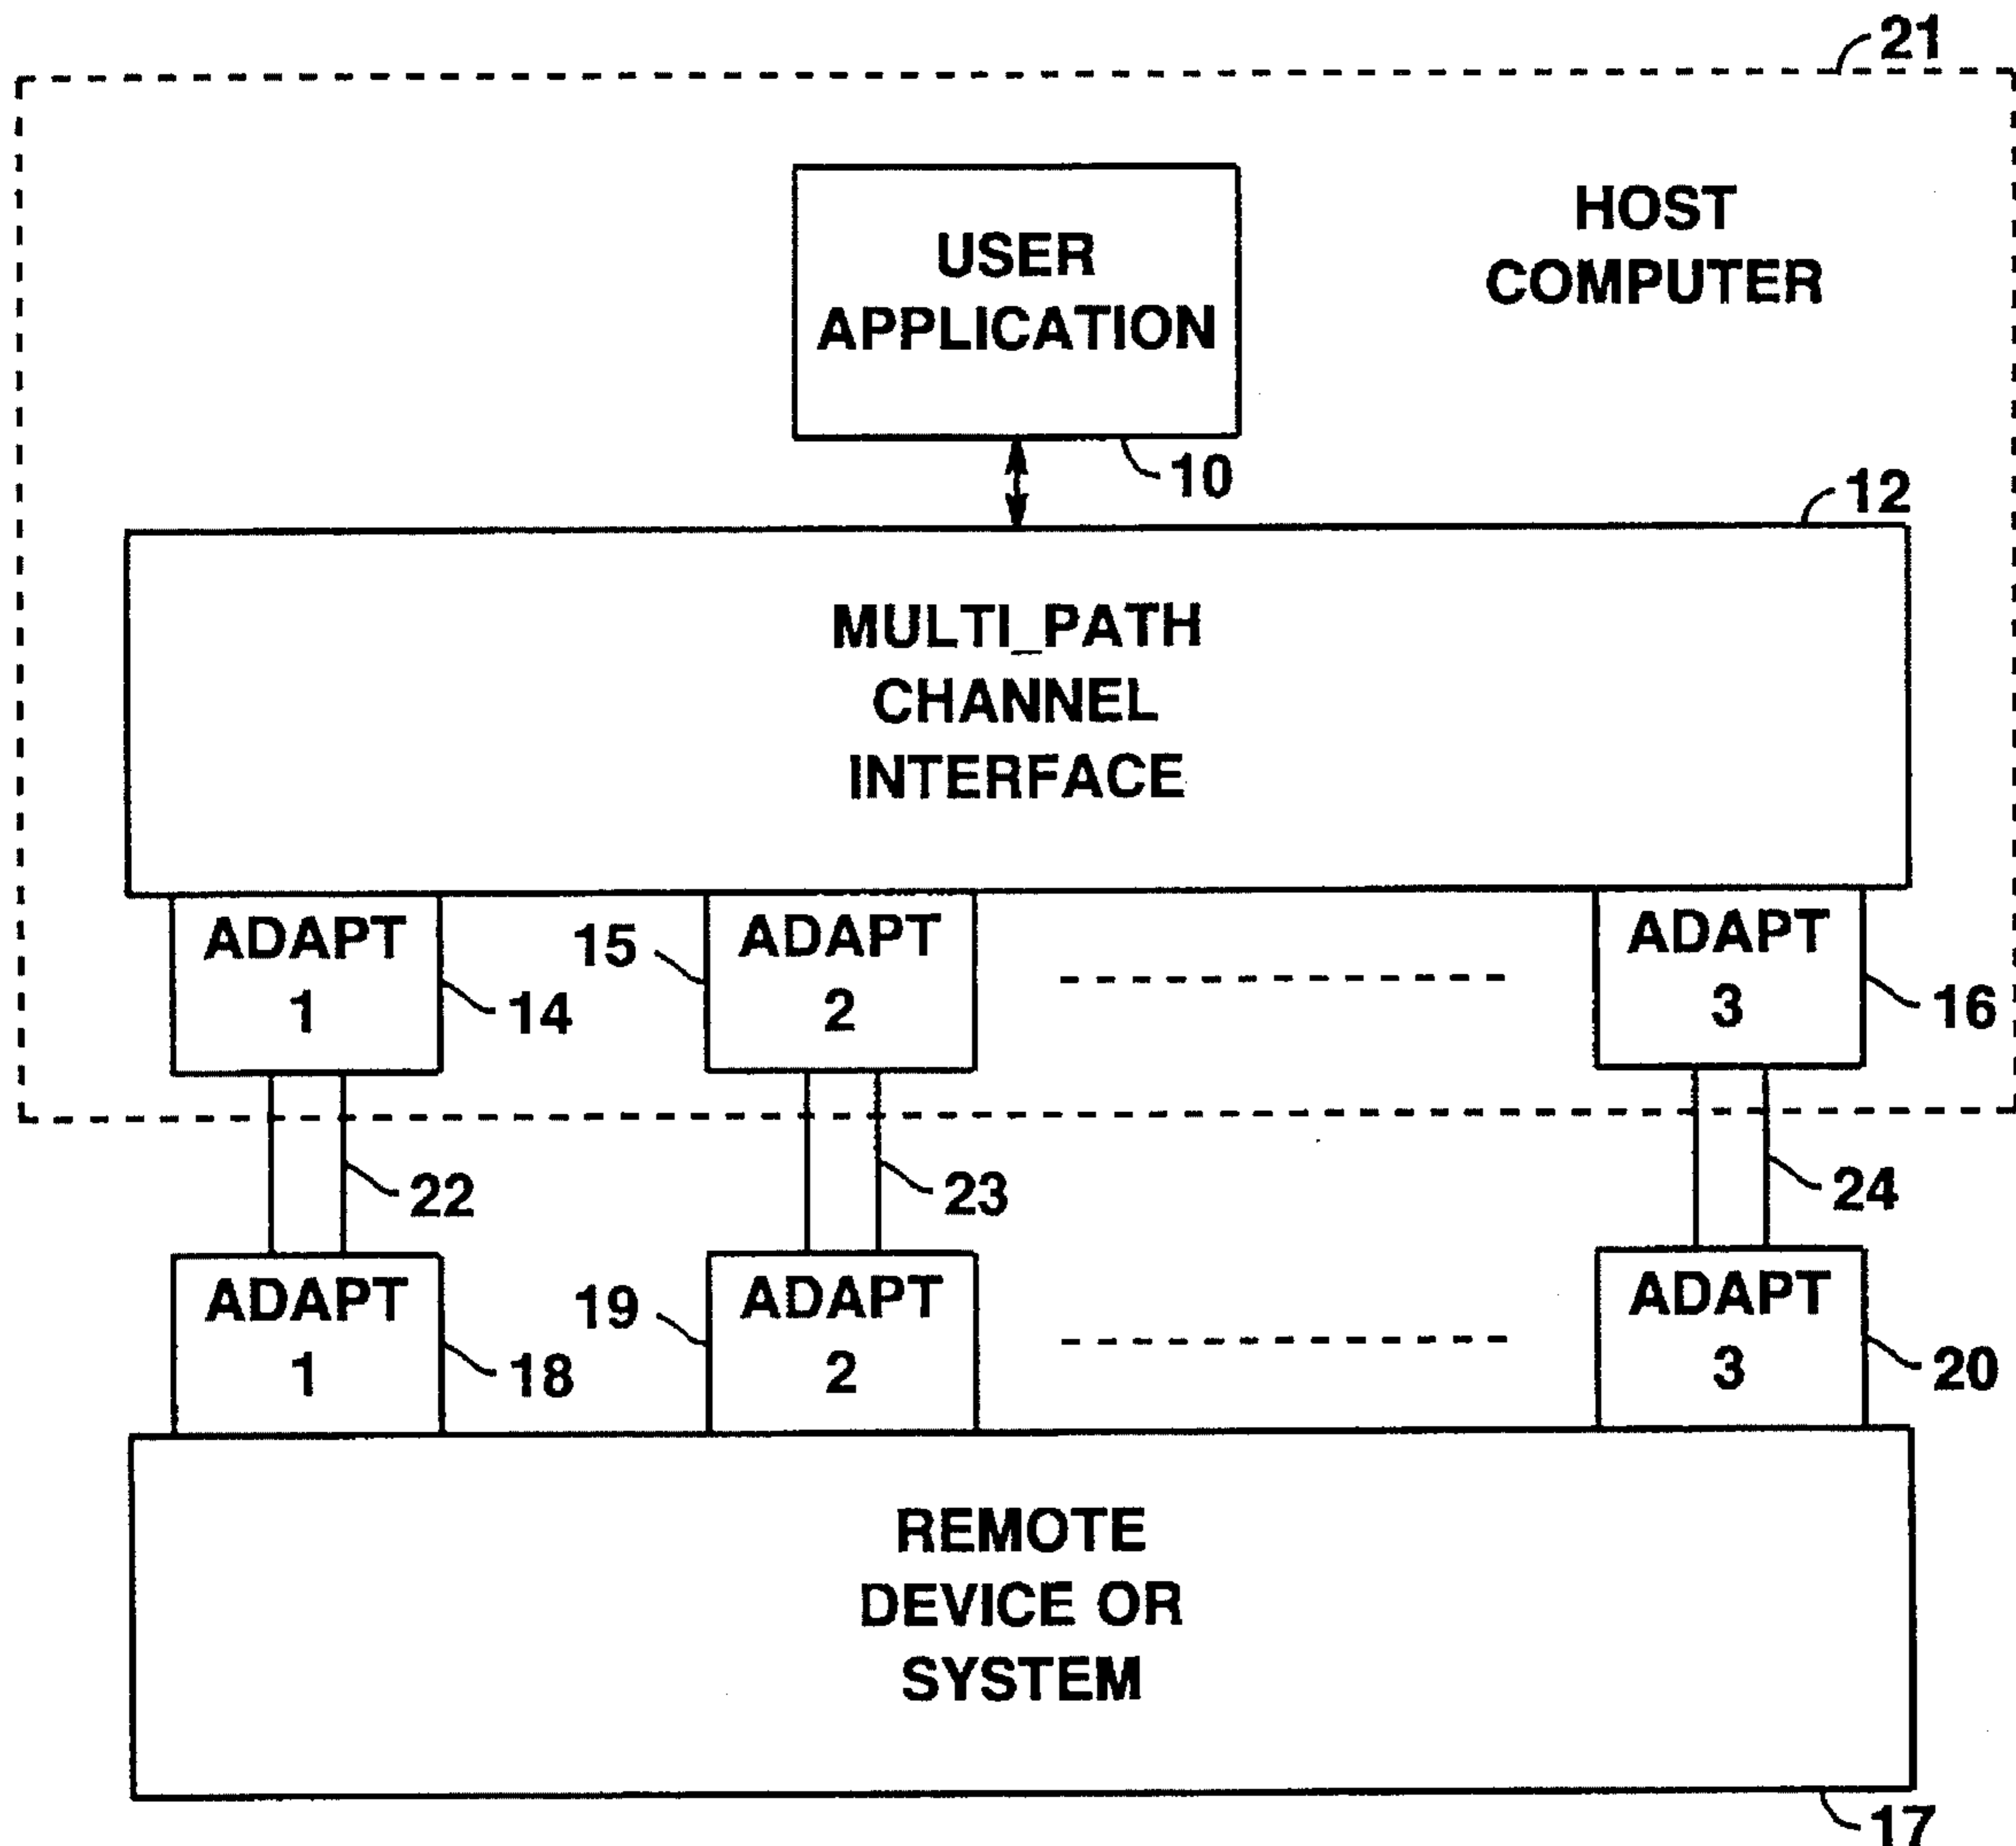 21
USER
APPLICATION
HOST
COMPUTER
10
12
MULTI_PATH
CHANNEL
INTERFACE
ADAPT
1
14
15
ADAPT
2
ADAPT
3
16
22
23
24
ADAPT
1
18
19
ADAPT
2
ADAPT
3
20
REMOTE
DEVICE OR
SYSTEM
17